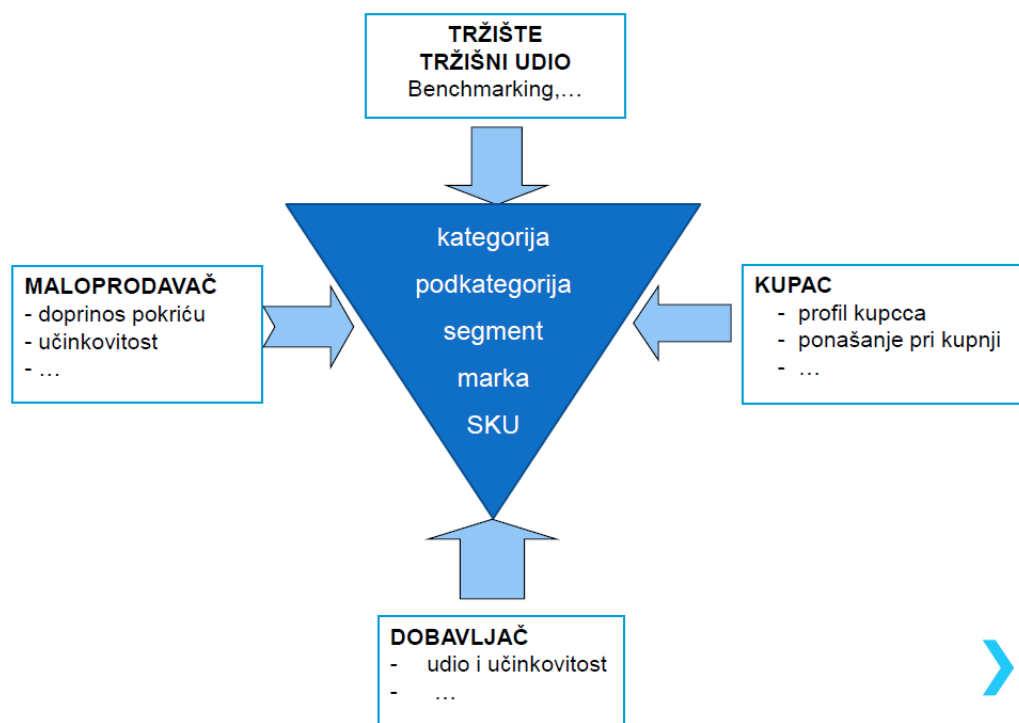 TRŽIŠTE
TRŽIŠNI UDIO
Benchmarking,…
kategorija
podkategorija
segment
marka
SKU
MALOPRODAVAČ
- doprinos pokriću
- učinkovitost
- …
KUPAC
- profil kupcca
- ponašanje pri kupnji
- …
DOBAVLJAČ
- udio i učinkovitost
- …